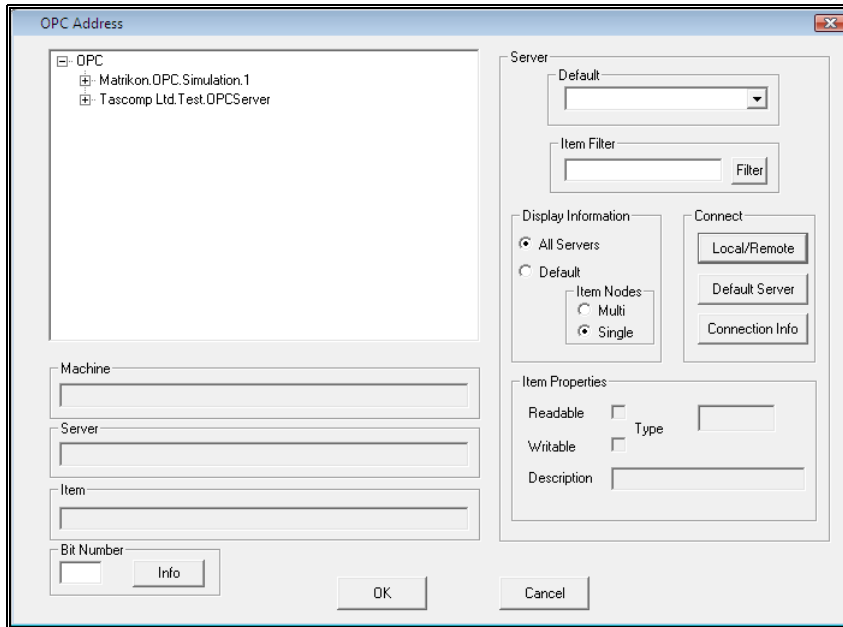 OPC Address
OPC
Matrikon.OPC.Simulation.1
Tascomp Ltd.Test.OPCServer
Machine
Server
Item
Bit Number
Info
Server
Default
Item Filter
Filter
Display Information
All Servers
Default
Item Nodes
Multi
Single
Connect
Local/Remote
Default Server
Connection Info
Item Properties
Readable
Type
Writable
Description
OK
Cancel